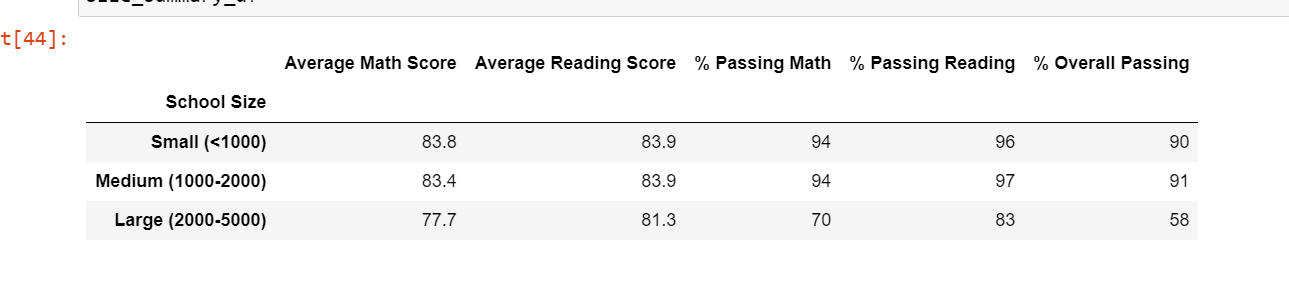 t[44]:
Average Math Score Average Reading Score % Passing Math % Passing Reading % Overall Passing
School Size
Small (<1000) 83.8 83.9 94 96 90
Medium (1000-2000) 83.4 83.9 94 97 91
Large (2000-5000) 77.7 81.3 70 83 58